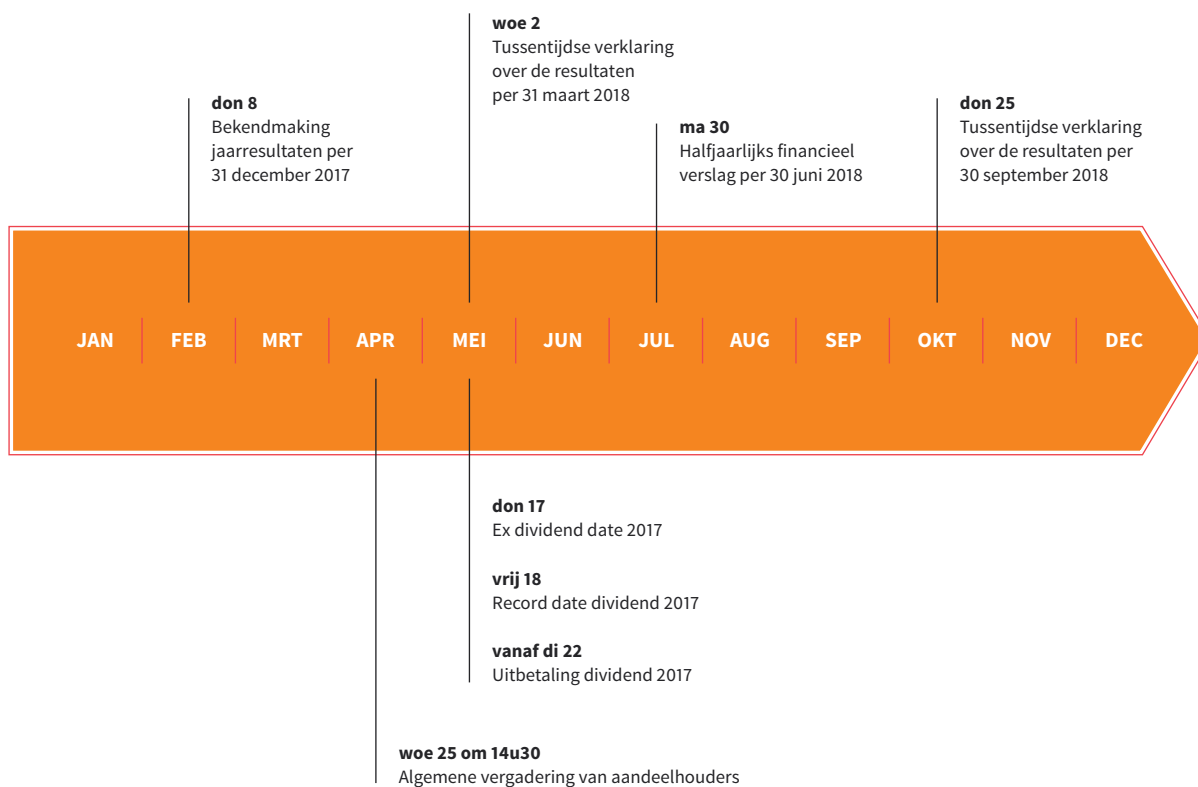 woe 2
Tussentijdse verklaring
over de resultaten
per 31 maart 2018
don 8
Bekendmaking
jaarresultaten per
31 december 2017
ma 30
Halfjaarlijks financieel
verslag per 30 juni 2018
don 25
Tussentijdse verklaring
over de resultaten per
30 september 2018
JAN FEB MRT APR MEI JUN JUL AUG SEP OKT NOV DEC
don 17
Ex dividend date 2017
vrij 18
Record date dividend 2017
vanaf di 22
Uitbetaling dividend 2017
woe 25 om 14u30
Algemene vergadering van aandeelhouders